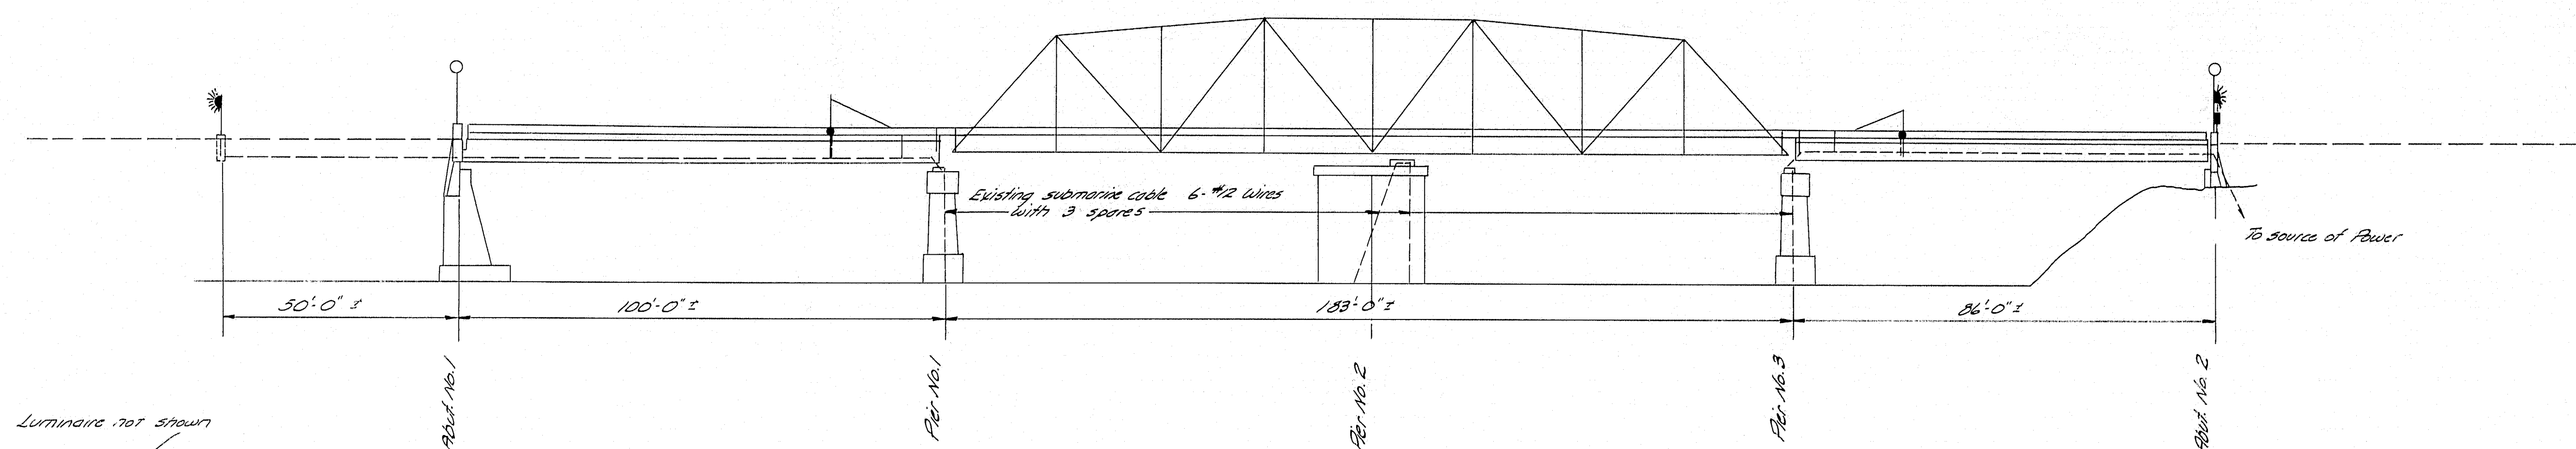 Existing submarine cable 6-#12 Wires
with 3 spares
To source of Power
50'-0" ±
100'-0" ±
183'-0" ±
86'-0" ±
Abut. No. 1
Pier No. 1
Pier No. 2
Pier No. 3
Abut. No. 2
Luminaire not shown